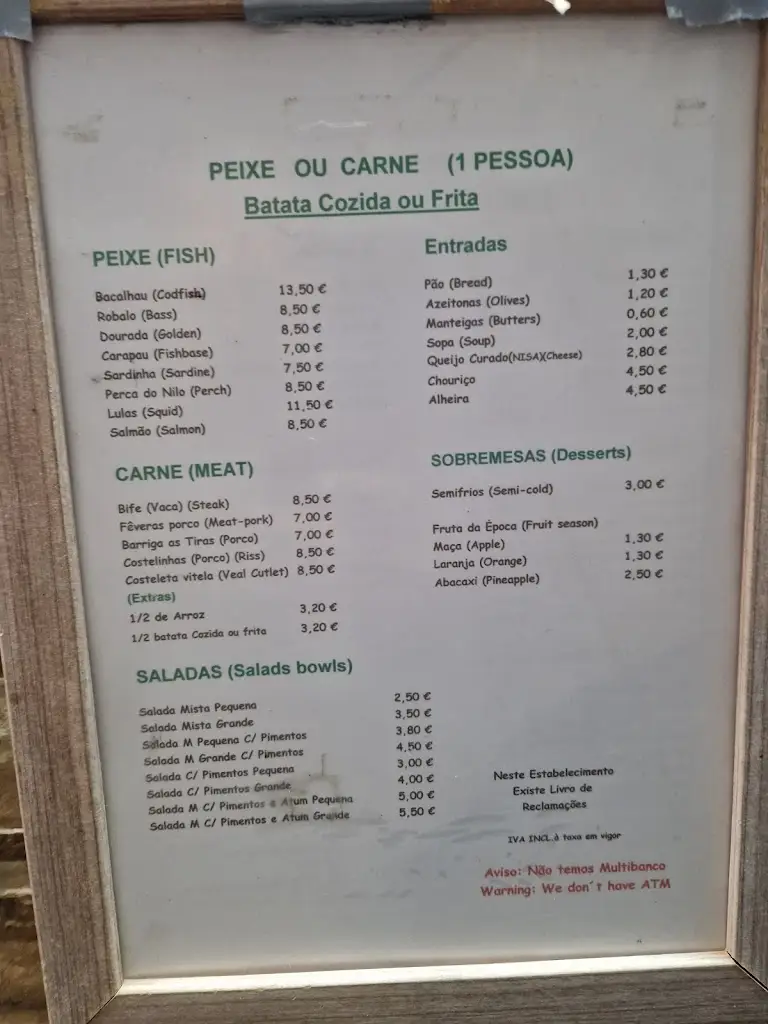 PEIXE OU CARNE (1 PESSOA)
Batata Cozida ou Frita
PEIXE (FISH)
Bacalhau (Codfish) 13,50 €
Robalo (Bass) 8,50 €
Dourada (Golden) 8,50 €
Carapau (Fishbase) 7,00 €
Sardinha (Sardine) 7,50 €
Perca do Nilo (Perch) 8,50 €
Lulas (Squid) 11,50 €
Salmão (Salmon) 8,50 €
CARNE (MEAT)
Bife (Vaca) (Steak) 8,50 €
Fêveras porco (Meat-pork) 7,00 €
Barriga as Tiras (Porco) 7,00 €
Costelinhas (Porco) (Riss) 8,50 €
Costeleta vitela (Veal Cutlet) 8,50 €
(Extras)
1/2 de Arroz 3,20 €
1/2 batata Cozida ou frita 3,20 €
SALADAS (Salads bowls)
Salada Mista Pequena 2,50 €
Salada Mista Grande 3,50 €
Salada M Pequena C/ Pimentos 3,80 €
Salada M Grande C/ Pimentos 4,50 €
Salada C/ Pimentos Pequena 3,00 €
Salada C/ Pimentos Grande 4,00 €
Salada M C/ Pimentos e Atum Pequena 5,00 €
Salada M C/ Pimentos e Atum Grande 5,50 €
Entradas
Pão (Bread) 1,30 €
Azeitonas (Olives) 1,20 €
Manteigas (Butters) 0,60 €
Sopa (Soup) 2,00 €
Queijo Curado(NISA)(Cheese) 2,80 €
Chouriço 4,50 €
Alheira 4,50 €
SOBREMESAS (Desserts)
Semifrios (Semi-cold) 3,00 €
Fruta da Época (Fruit season)
Maça (Apple) 1,30 €
Laranja (Orange) 1,30 €
Abacaxi (Pineapple) 2,50 €
Neste Estabelecimento
Existe Livro de
Reclamações
IVA INCL.à taxa em vigor
Aviso: Não temos Multibanco
Warning: We don´t have ATM